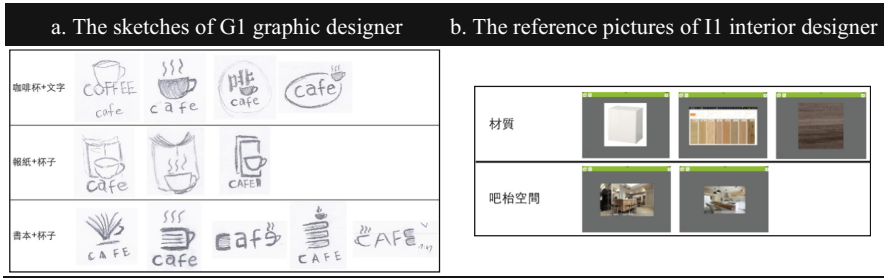 a. The sketches of G1 graphic designer
b. The reference pictures of I1 interior designer
咖啡杯+文字
COFFEE
cafe
cafe
啡
cafe
cafe
報紙+杯子
cafe
CAFE
書本+杯子
CAFE
cafe
cafe
CAFE
CAFE
材質
吧枱空間